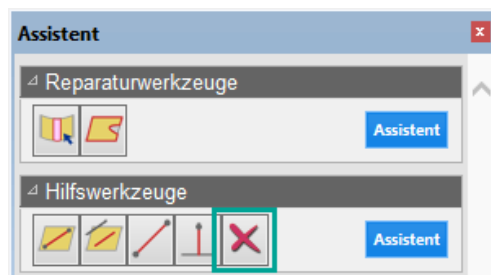 Assistent
Reparaturwerkzeuge
Assistent
Hilfswerkzeuge
Assistent